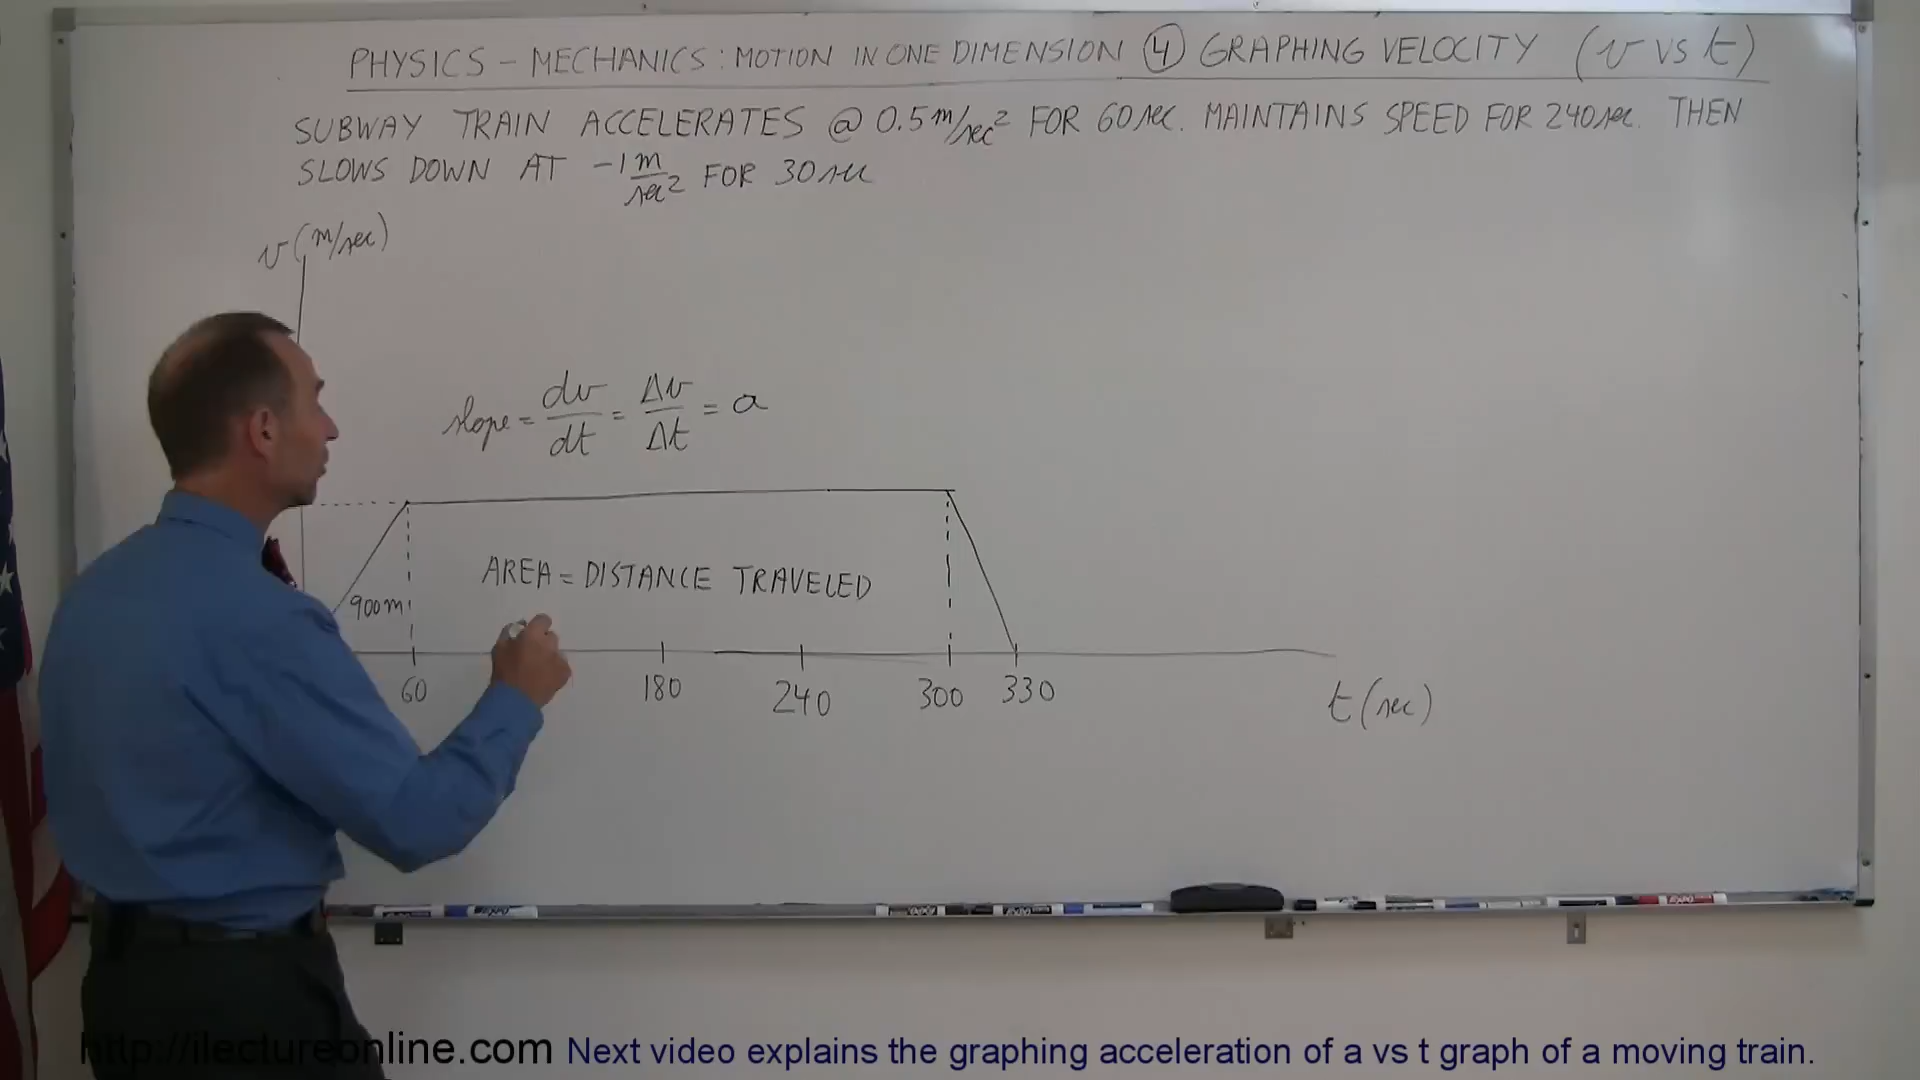 PHYSICS - MECHANICS: MOTION IN ONE DIMENSION ④ GRAPHING VELOCITY (v VS t)
SUBWAY TRAIN ACCELERATES @ 0.5 m/sec² FOR 60 sec. MAINTAINS SPEED FOR 240 sec. THEN
SLOWS DOWN AT -1 m/sec² FOR 30 sec
v (m/sec)
slope = dv/dt = Δv/Δt = a
AREA = DISTANCE TRAVELED
900m
60 180 240 300 330
t (sec)
EXPO
http://ilectureonline.com Next video explains the graphing acceleration of a vs t graph of a moving train.